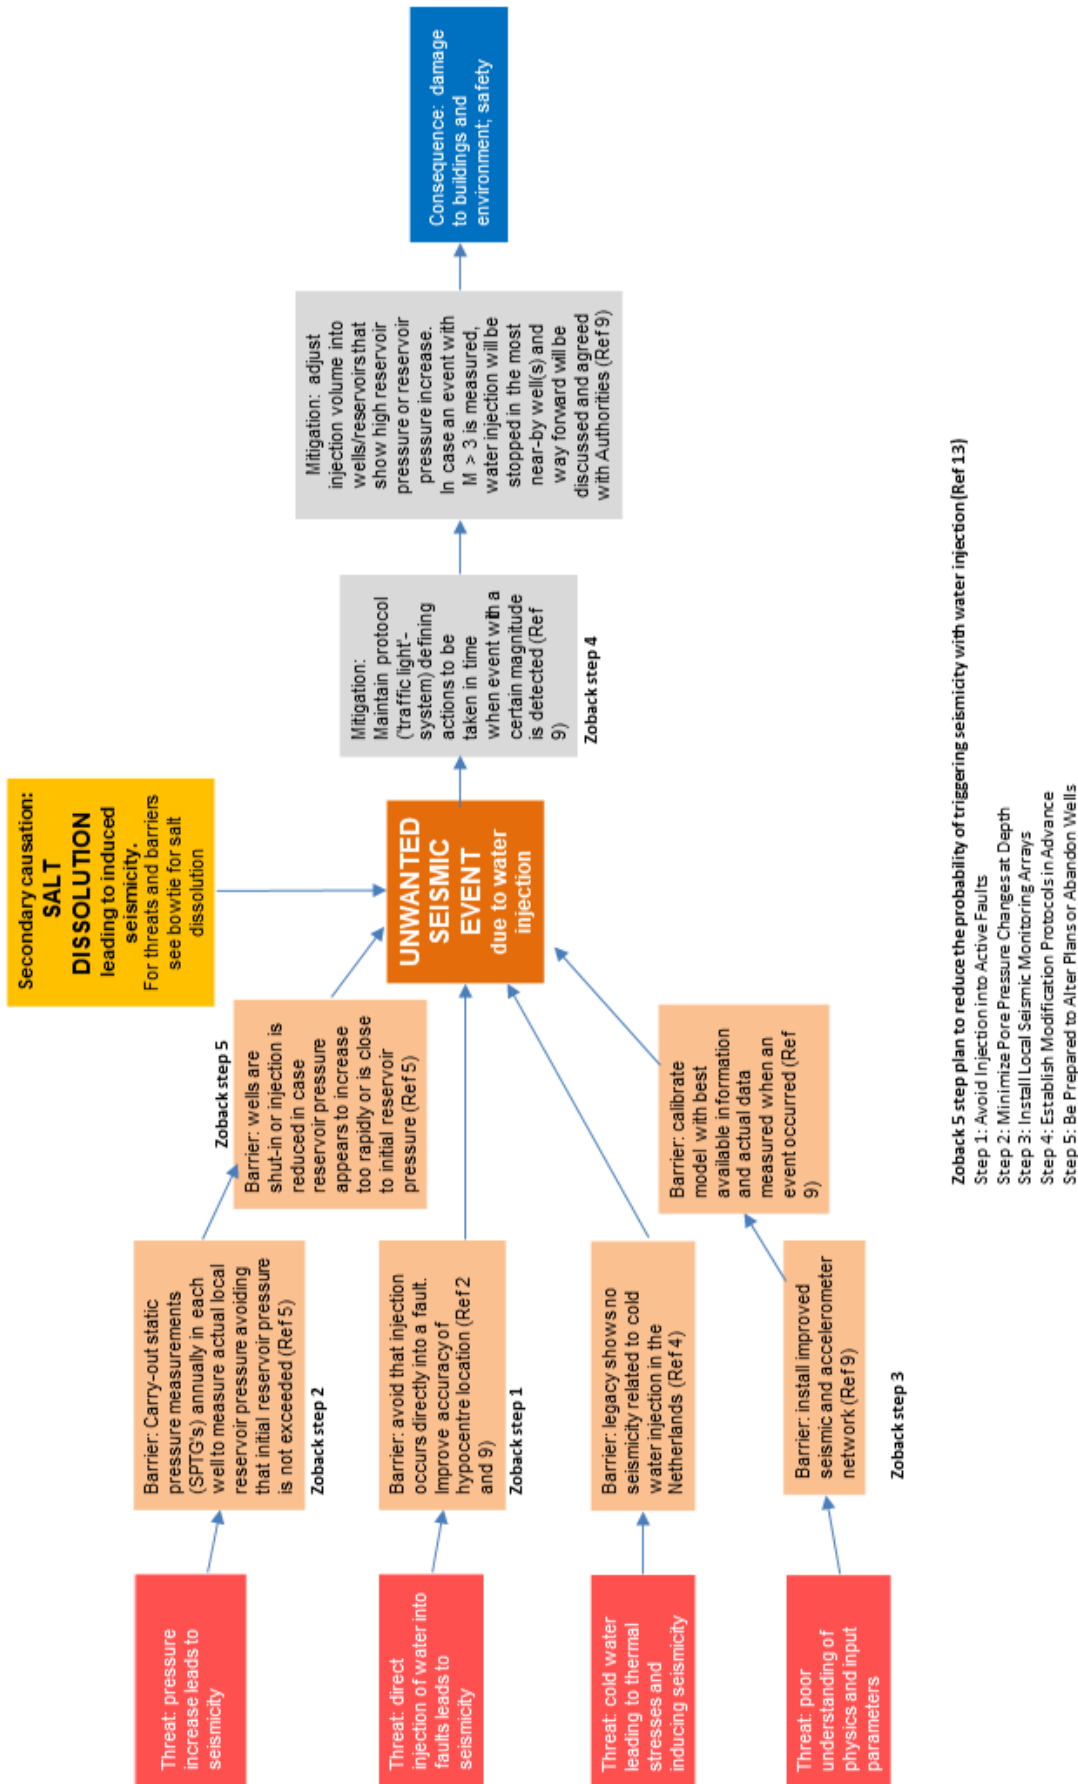 Secondary causation:
SALT
DISSOLUTION
leading to induced
seismicity.
For threats and barriers
see bowtie for salt
dissolution
Threat: pressure
increase leads to
seismicity
Barrier: Carry-out static
pressure measurements
(SPTG's) annually in each
well to measure actual local
reservoir pressure avoiding
that initial reservoir pressure
is not exceeded (Ref 5)
Zoback step 2
Zoback step 5
Barrier: wells are
shut-in or injection is
reduced in case
reservoir pressure
appears to increase
too rapidly or is close
to initial reservoir
pressure (Ref 5)
Threat: direct
injection of water into
faults leads to
seismicity
Barrier: avoid that injection
occurs directly into a fault.
Improve accuracy of
hypocentre location (Ref 2
and 9)
Zoback step 1
Threat: cold water
leading to thermal
stresses and
inducing seismicity
Barrier: legacy shows no
seismicity related to cold
water injection in the
Netherlands (Ref 4)
Threat: poor
understanding of
physics and input
parameters
Barrier: install improved
seismic and accelerometer
network (Ref 9)
Zoback step 3
Barrier: calibrate
model with best
available information
and actual data
measured when an
event occurred (Ref
9)
UNWANTED
SEISMIC
EVENT
due to water
injection
Mitigation:
Maintain protocol
('traffic light'-
system) defining
actions to be
taken in time
when event with a
certain magnitude
is detected (Ref
9)
Zoback step 4
Mitigation: adjust
injection volume into
wells/reservoirs that
show high reservoir
pressure or reservoir
pressure increase.
In case an event with
M > 3 is measured,
water injection will be
stopped in the most
near-by well(s) and
way forward will be
discussed and agreed
with Authorities (Ref 9)
Consequence: damage
to buildings and
environment; safety
Zoback 5 step plan to reduce the probability of triggering seismicity with water injection (Ref 13)
Step 1: Avoid Injection into Active Faults
Step 2: Minimize Pore Pressure Changes at Depth
Step 3: Install Local Seismic Monitoring Arrays
Step 4: Establish Modification Protocols in Advance
Step 5: Be Prepared to Alter Plans or Abandon Wells